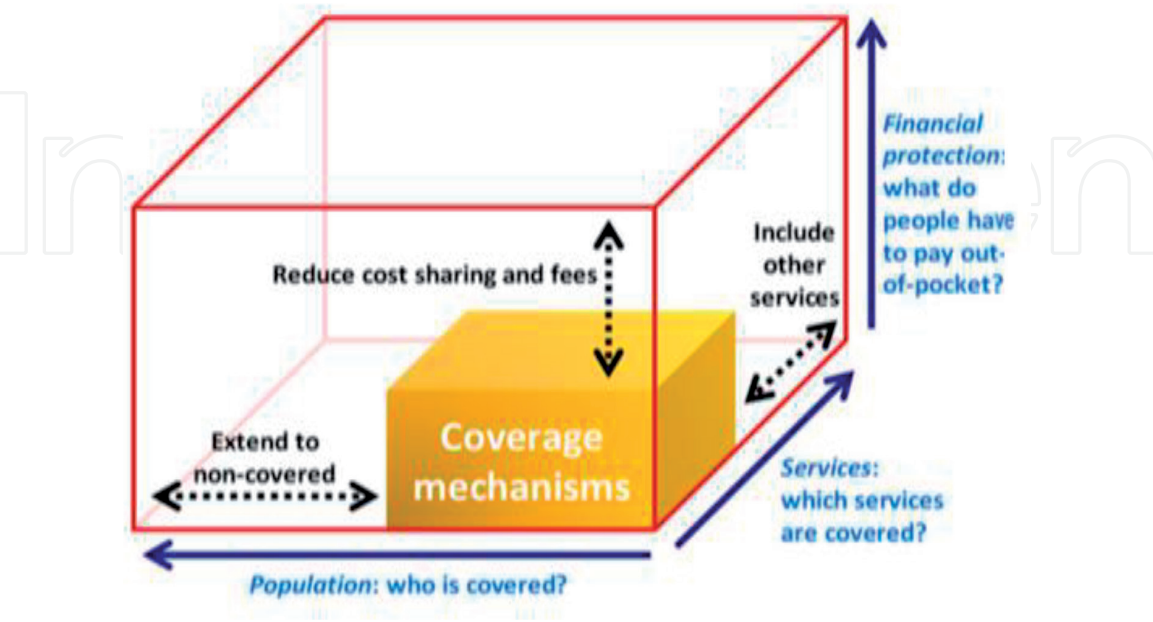 Financial
protection:
what do
people have
to pay out-
of-pocket?
Include
other
services
Reduce cost sharing and fees
Coverage
mechanisms
Extend to
non-covered
Services:
which services
are covered?
Population: who is covered?